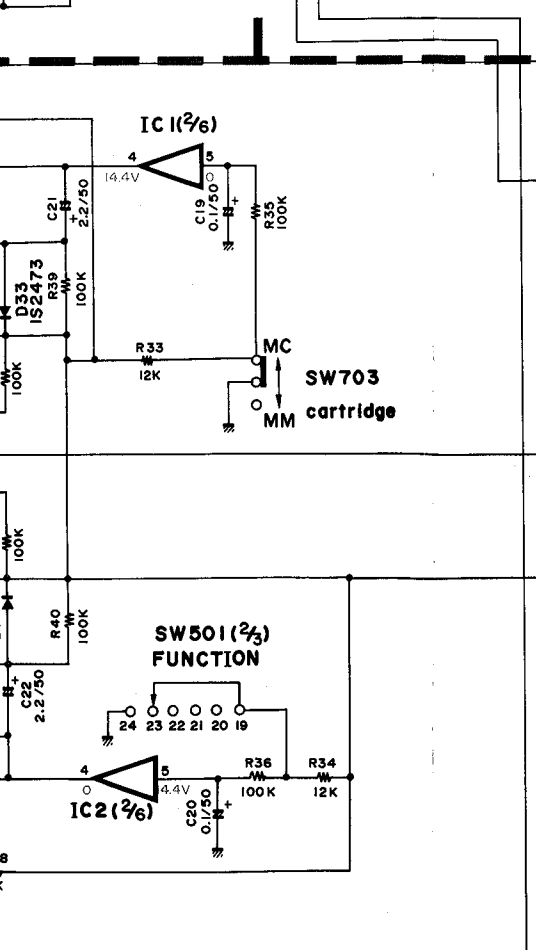 IC1(2/6)
4
5
14.4V
0
C21
2.2/50
+
C19
0.1/50
+
R35
100K
D33
1S2473
R39
100K
R33
12K
MC
SW703
cartridge
MM
100K
100K
R40
100K
SW501(2/3)
FUNCTION
C22
2.2/50
+
24 23 22 21 20 19
4
5
0
14.4V
IC2(2/6)
R36
100K
R34
12K
C20
0.1/50
+
8